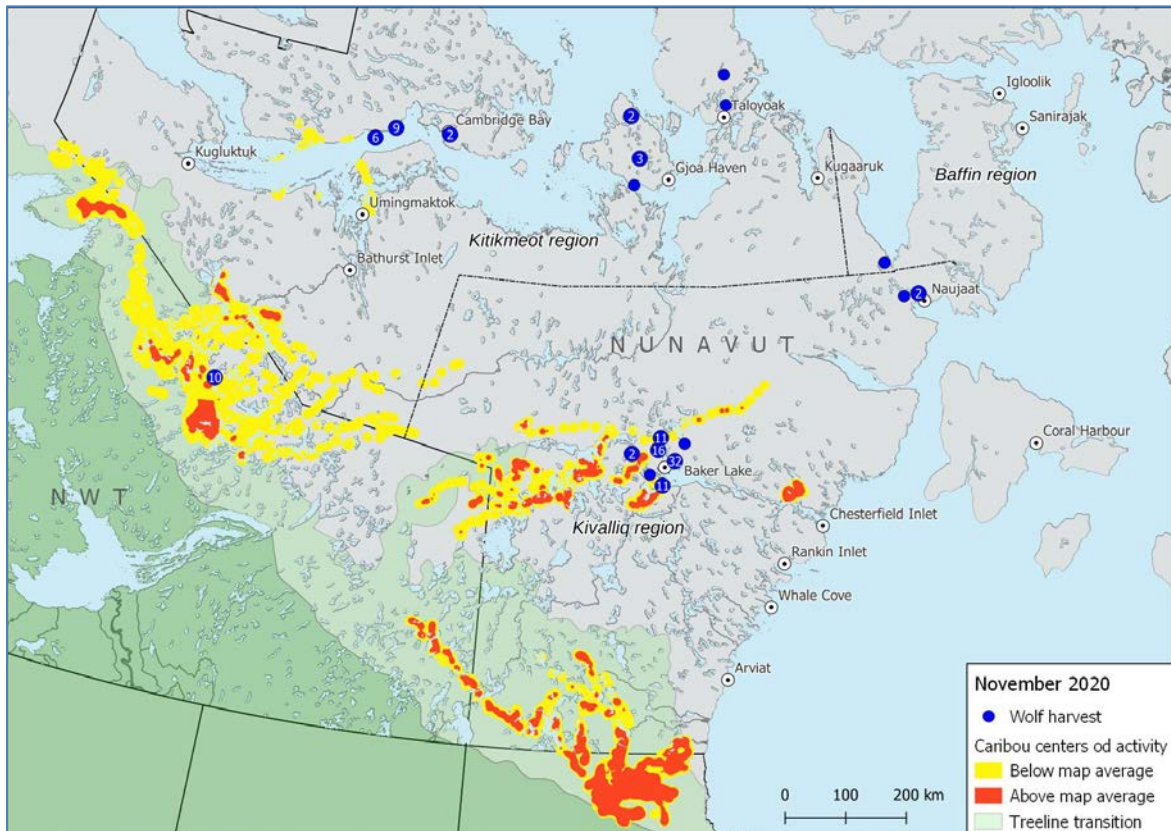 Igloolik
Taloyoak
Sanirajak
2
9
2
Cambridge Bay
6
Kugluktuk
3
Gjoa Haven
Kugaaruk
Baffin region
Umingmaktok
Kitikmeot region
Bathurst Inlet
2
Naujaat
NUNAVUT
10
11
16
2
32
Baker Lake
Coral Harbour
11
NWT
Kivalliq region
Chesterfield Inlet
Rankin Inlet
Whale Cove
Arviat
November 2020
Wolf harvest
Caribou centers od activity
Below map average
Above map average
Treeline transition
0 100 200 km